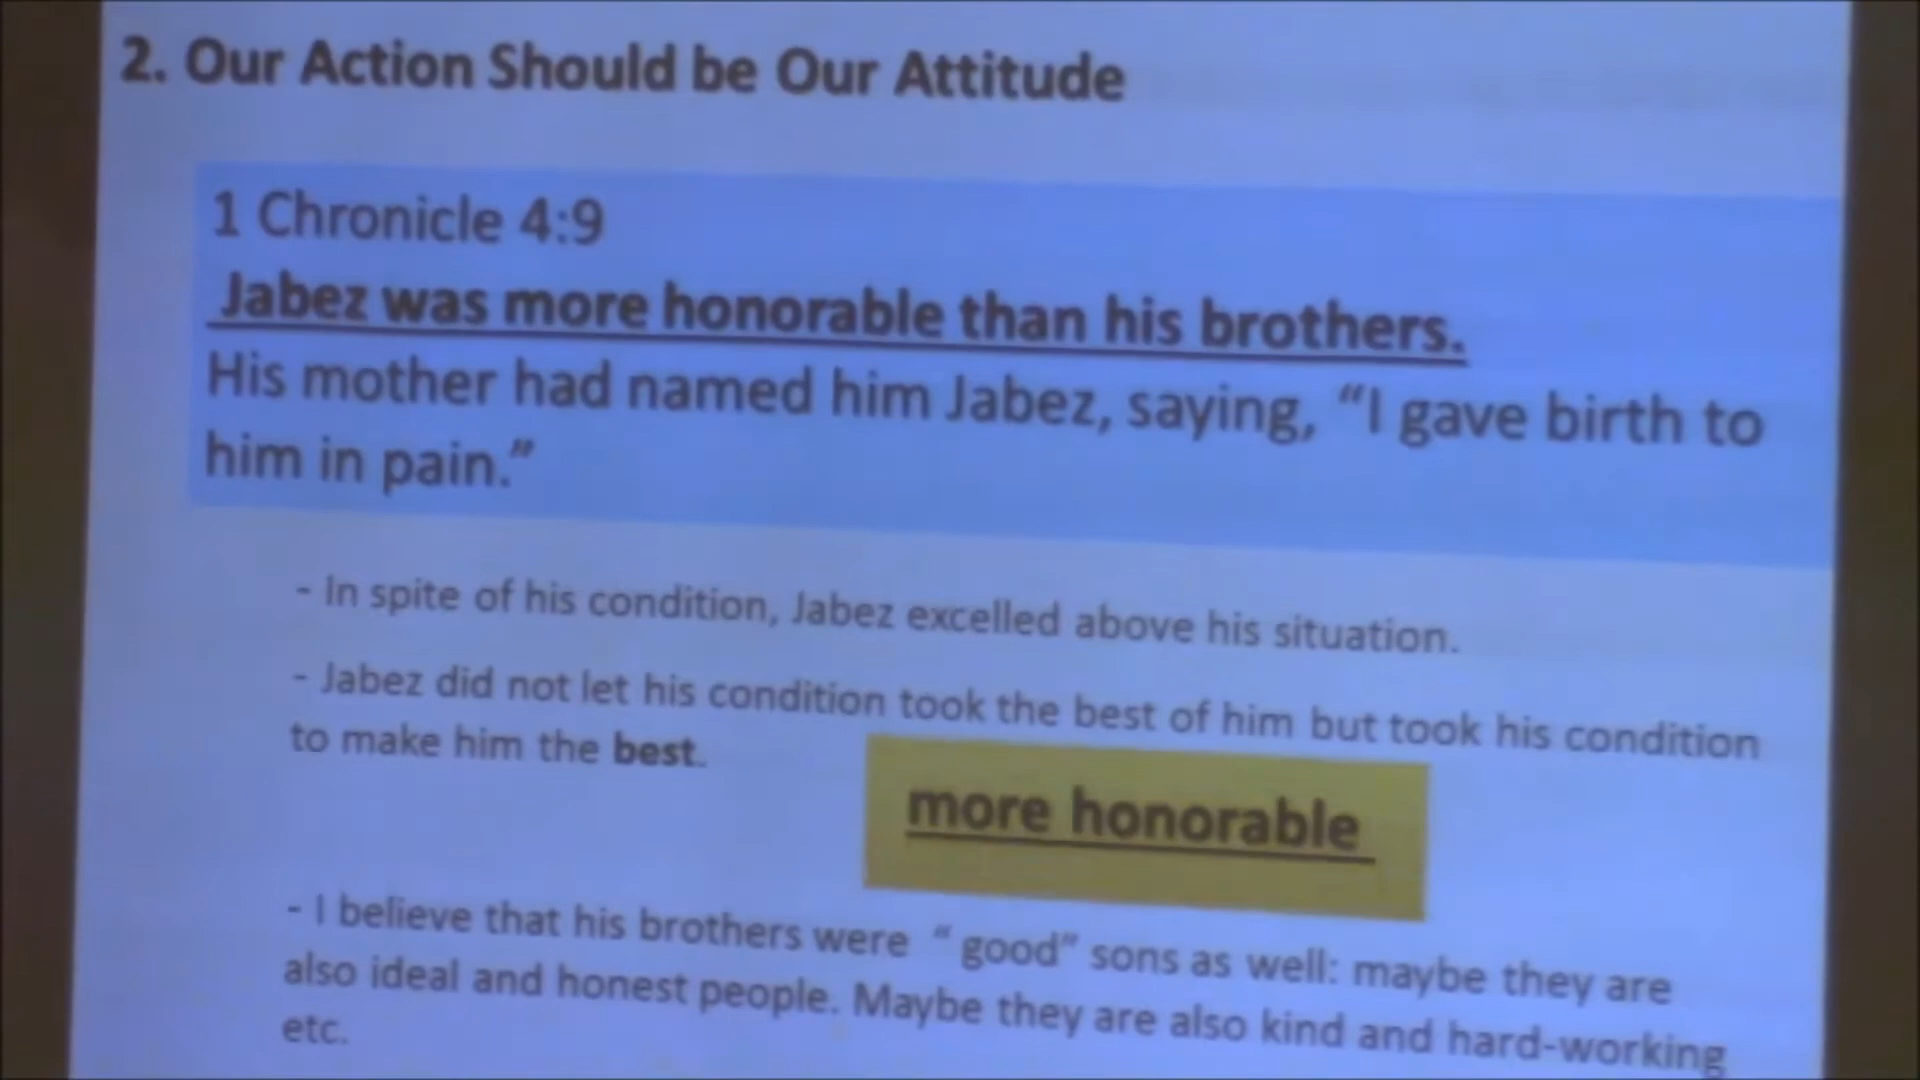 2. Our Action Should be Our Attitude
1 Chronicle 4:9
Jabez was more honorable than his brothers.
His mother had named him Jabez, saying, “I gave birth to
him in pain.”
- In spite of his condition, Jabez excelled above his situation.
- Jabez did not let his condition took the best of him but took his condition
to make him the best.
more honorable
- I believe that his brothers were “ good” sons as well: maybe they are
also ideal and honest people. Maybe they are also kind and hard-working
etc.